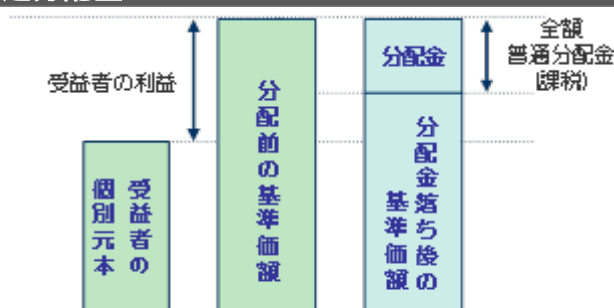 受益者の利益
分配前の基準価額
分配金
全額
普通分配金
(課税)
受益者の
個別元本
分配金落ち後の
基準価額